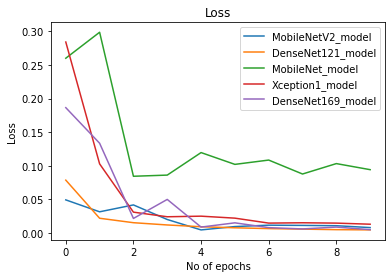 Loss
0.30
0.25
0.20
0.15
0.10
0.05
0.00
Loss
MobileNetV2_model
DenseNet121_model
MobileNet_model
Xception1_model
DenseNet169_model
0 2 4 6 8
No of epochs